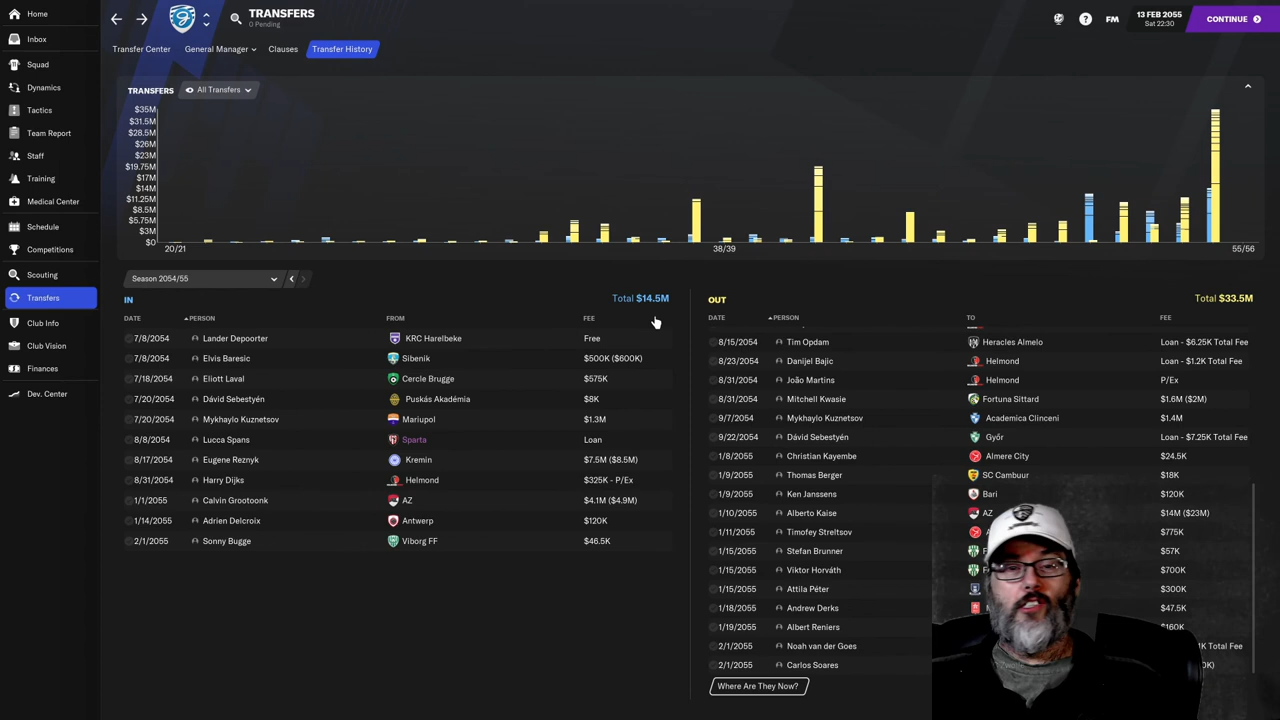 Home
TRANSFERS
0 Pending
FM
13 FEB 2055
Sat 22:30
CONTINUE
Inbox
Squad
Dynamics
Tactics
Team Report
Staff
Training
Medical Center
Schedule
Competitions
Scouting
Transfers
Club Info
Club Vision
Finances
Dev. Center
Transfer Center
General Manager
Clauses
Transfer History
TRANSFERS
All Transfers
$35M
$31.5M
$28.5M
$26M
$23M
$19.75M
$17M
$14M
$11.25M
$8.5M
$5.75M
$3M
$0
20/21
38/39
55/56
Season 2054/55
IN
Total $14.5M
DATE PERSON FROM FEE
7/8/2054 Lander Depoorter KRC Harelbeke Free
7/8/2054 Elvis Baresic Sibenik $500K ($600K)
7/18/2054 Eliott Laval Cercle Brugge $575K
7/20/2054 Dávid Sebestyén Puskás Akadémia $8K
7/20/2054 Mykhaylo Kuznetsov Mariupol $1.3M
8/8/2054 Lucca Spans Sparta Loan
8/17/2054 Eugene Reznyk Kremin $7.5M ($8.5M)
8/31/2054 Harry Dijks Helmond $325K - P/Ex
1/1/2055 Calvin Grootoonk AZ $4.1M ($4.9M)
1/14/2055 Adrien Delcroix Antwerp $120K
2/1/2055 Sonny Bugge Viborg FF $46.5K
OUT
Total $33.5M
DATE PERSON TO FEE
8/15/2054 Tim Opdam Heracles Almelo Loan - $6.25K Total Fee
8/23/2054 Danijel Bajic Helmond Loan - $1.2K Total Fee
8/31/2054 João Martins Helmond P/Ex
8/31/2054 Mitchell Kwasie Fortuna Sittard $1.6M ($2M)
9/7/2054 Mykhaylo Kuznetsov Academica Clinceni $1.4M
9/22/2054 Dávid Sebestyén Győr Loan - $7.25K Total Fee
1/8/2055 Christian Kayembe Almere City $24.5K
1/9/2055 Thomas Berger SC Cambuur $18K
1/9/2055 Ken Janssens Bari $120K
1/10/2055 Alberto Kaise AZ $14M ($23M)
1/11/2055 Timofey Streltsov $775K
1/15/2055 Stefan Brunner $57K
1/15/2055 Viktor Horváth $700K
1/15/2055 Attila Péter $300K
1/18/2055 Andrew Derks $47.5K
1/19/2055 Albert Reniers $160K
2/1/2055 Noah van der Goes Total Fee
2/1/2055 Carlos Soares
Where Are They Now?